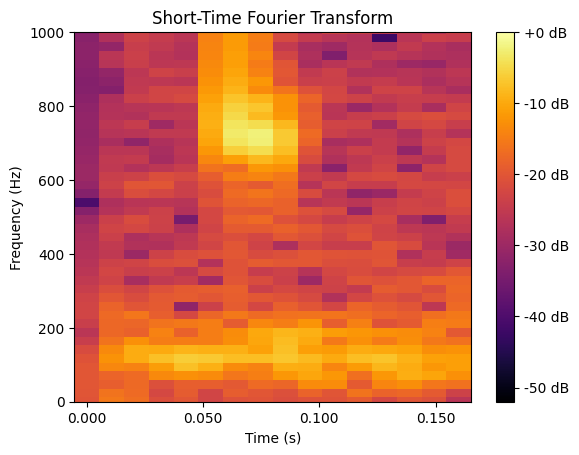 Short-Time Fourier Transform
Frequency (Hz)
1000
800
600
400
200
0
0.000
0.050
0.100
0.150
Time (s)
+0 dB
-10 dB
-20 dB
-30 dB
-40 dB
-50 dB